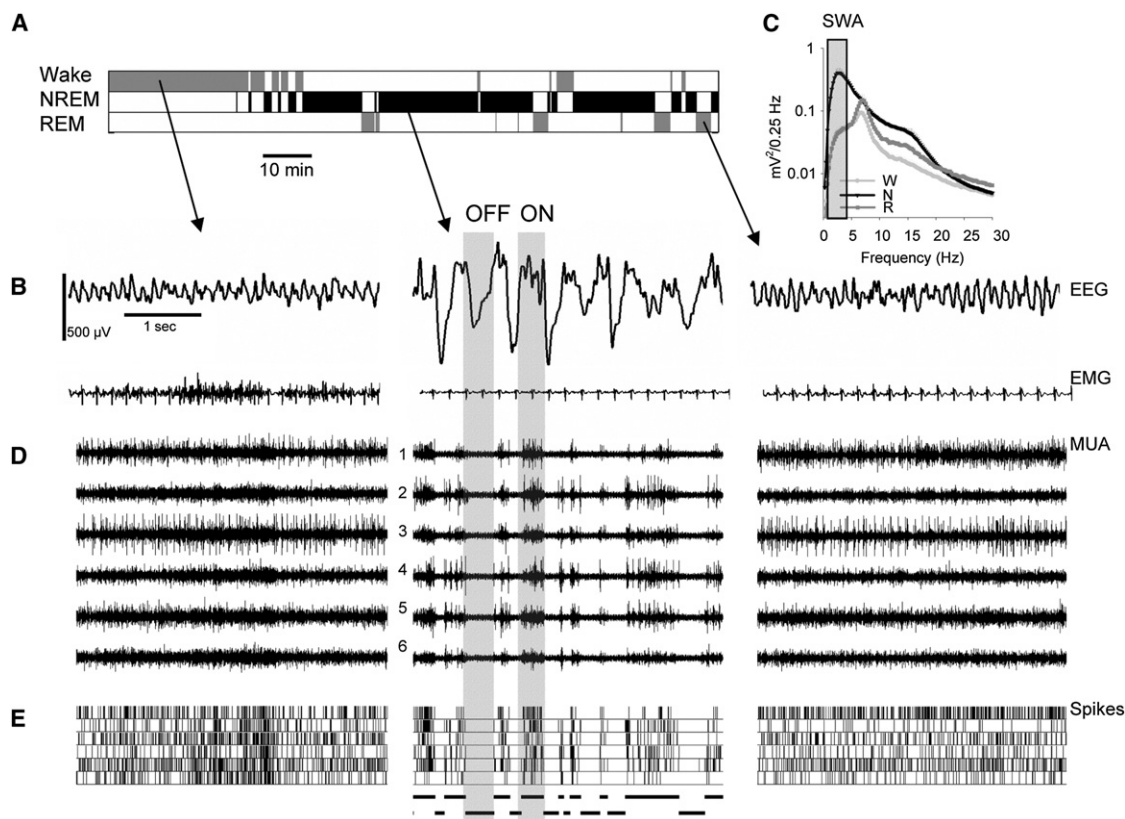 A
Wake
NREM
REM
10 min
C
SWA
1
0.1
0.01
mV²/0.25 Hz
W
N
R
0 5 10 15 20 25 30
Frequency (Hz)
OFF ON
B
500 µV
1 sec
EEG
EMG
D
MUA
1
2
3
4
5
6
E
Spikes